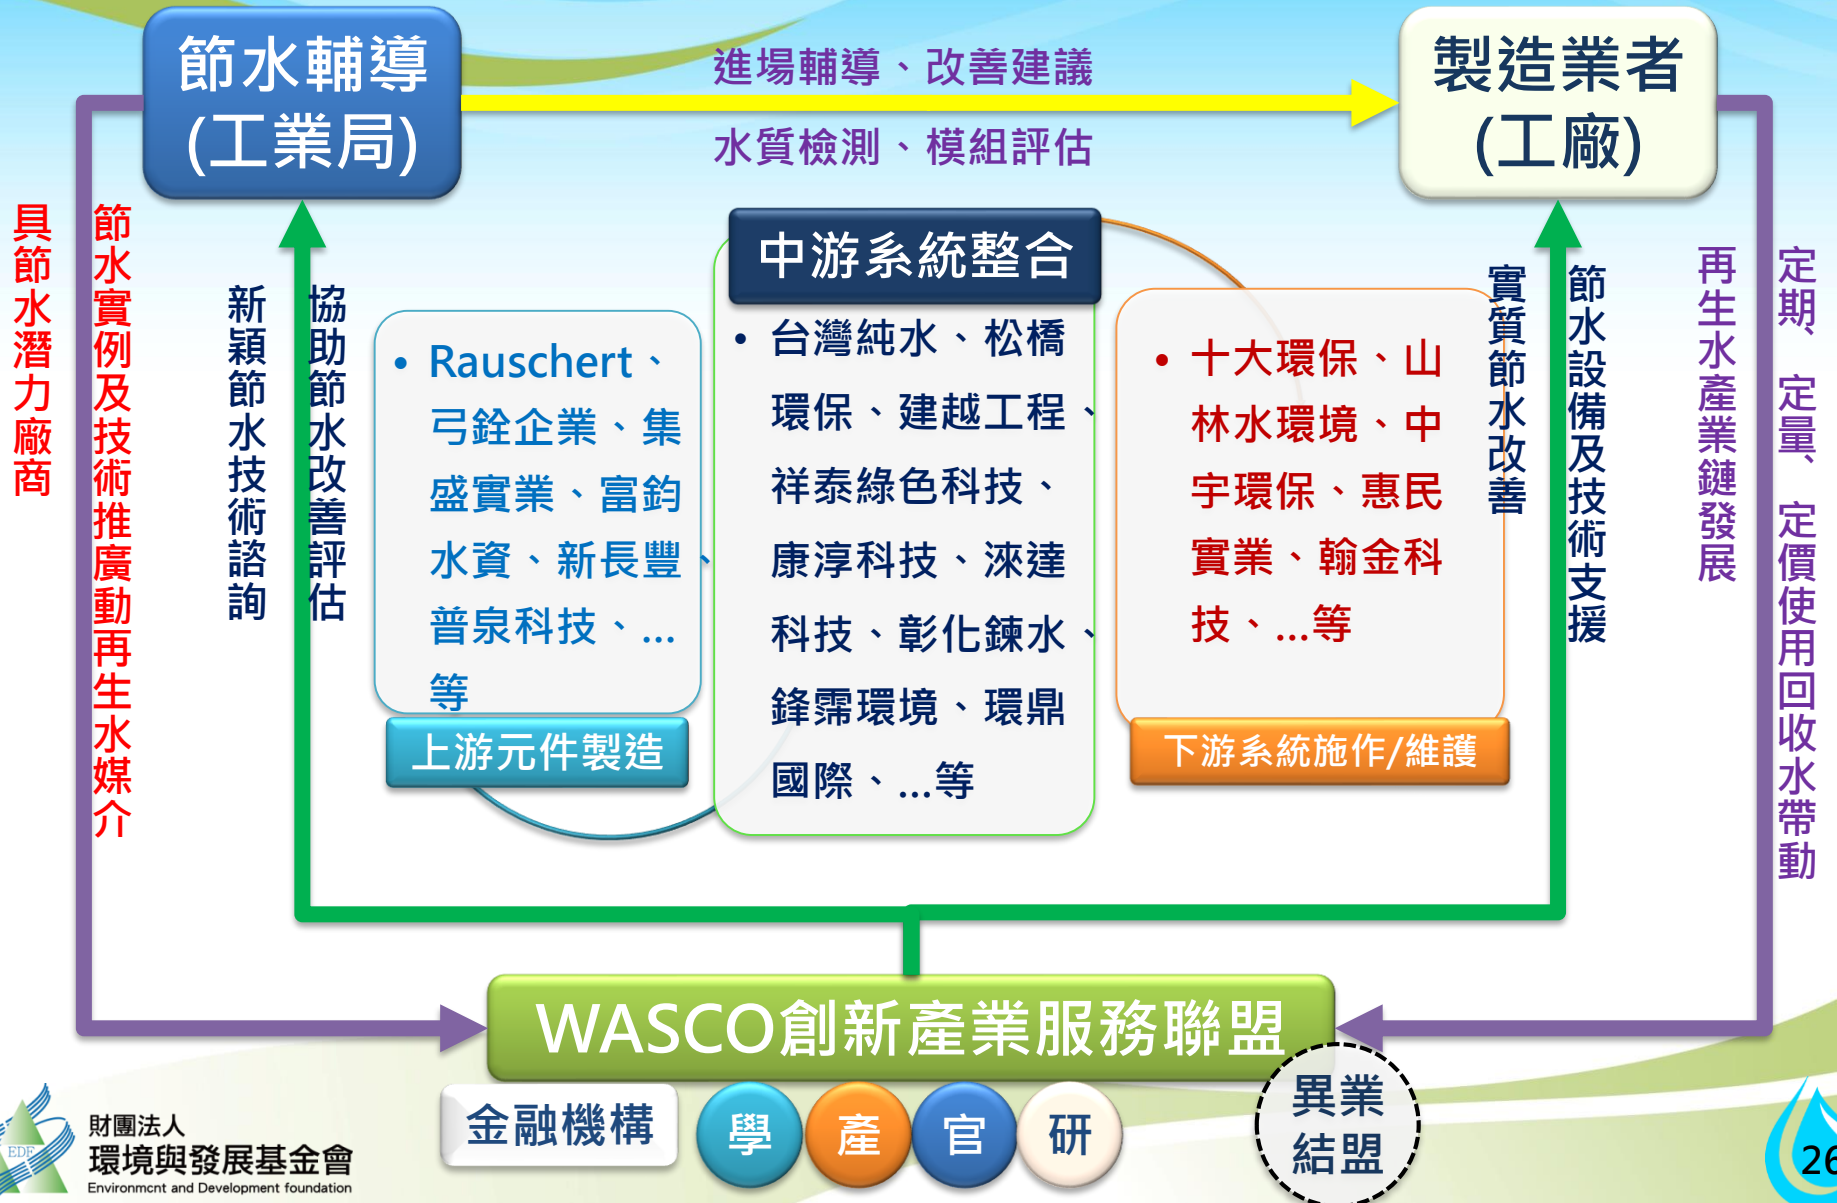 節水輔導
(工業局)
進場輔導、改善建議
水質檢測、模組評估
製造業者
(工廠)
節水實例及技術推廣動再生水媒介
具節水潛力廠商
協助節水改善評估
新穎節水技術諮詢
中游系統整合
• Rauschert、
弓銓企業、集
盛實業、富鈞
水資、新長豐、
普泉科技、...
等
上游元件製造
• 台灣純水、松橋
環保、建越工程、
祥泰綠色科技、
康淳科技、淶達
科技、彰化鍊水、
鋒霈環境、環鼎
國際、...等
• 十大環保、山
林水環境、中
宇環保、惠民
實業、翰金科
技、...等
下游系統施作/維護
節水設備及技術支援
實質節水改善
定期、定量、定價使用回收水帶動
再生水產業鏈發展
WASCO創新產業服務聯盟
金融機構
學
產
官
研
異業
結盟
EDF
財團法人
環境與發展基金會
Environment and Development foundation
26